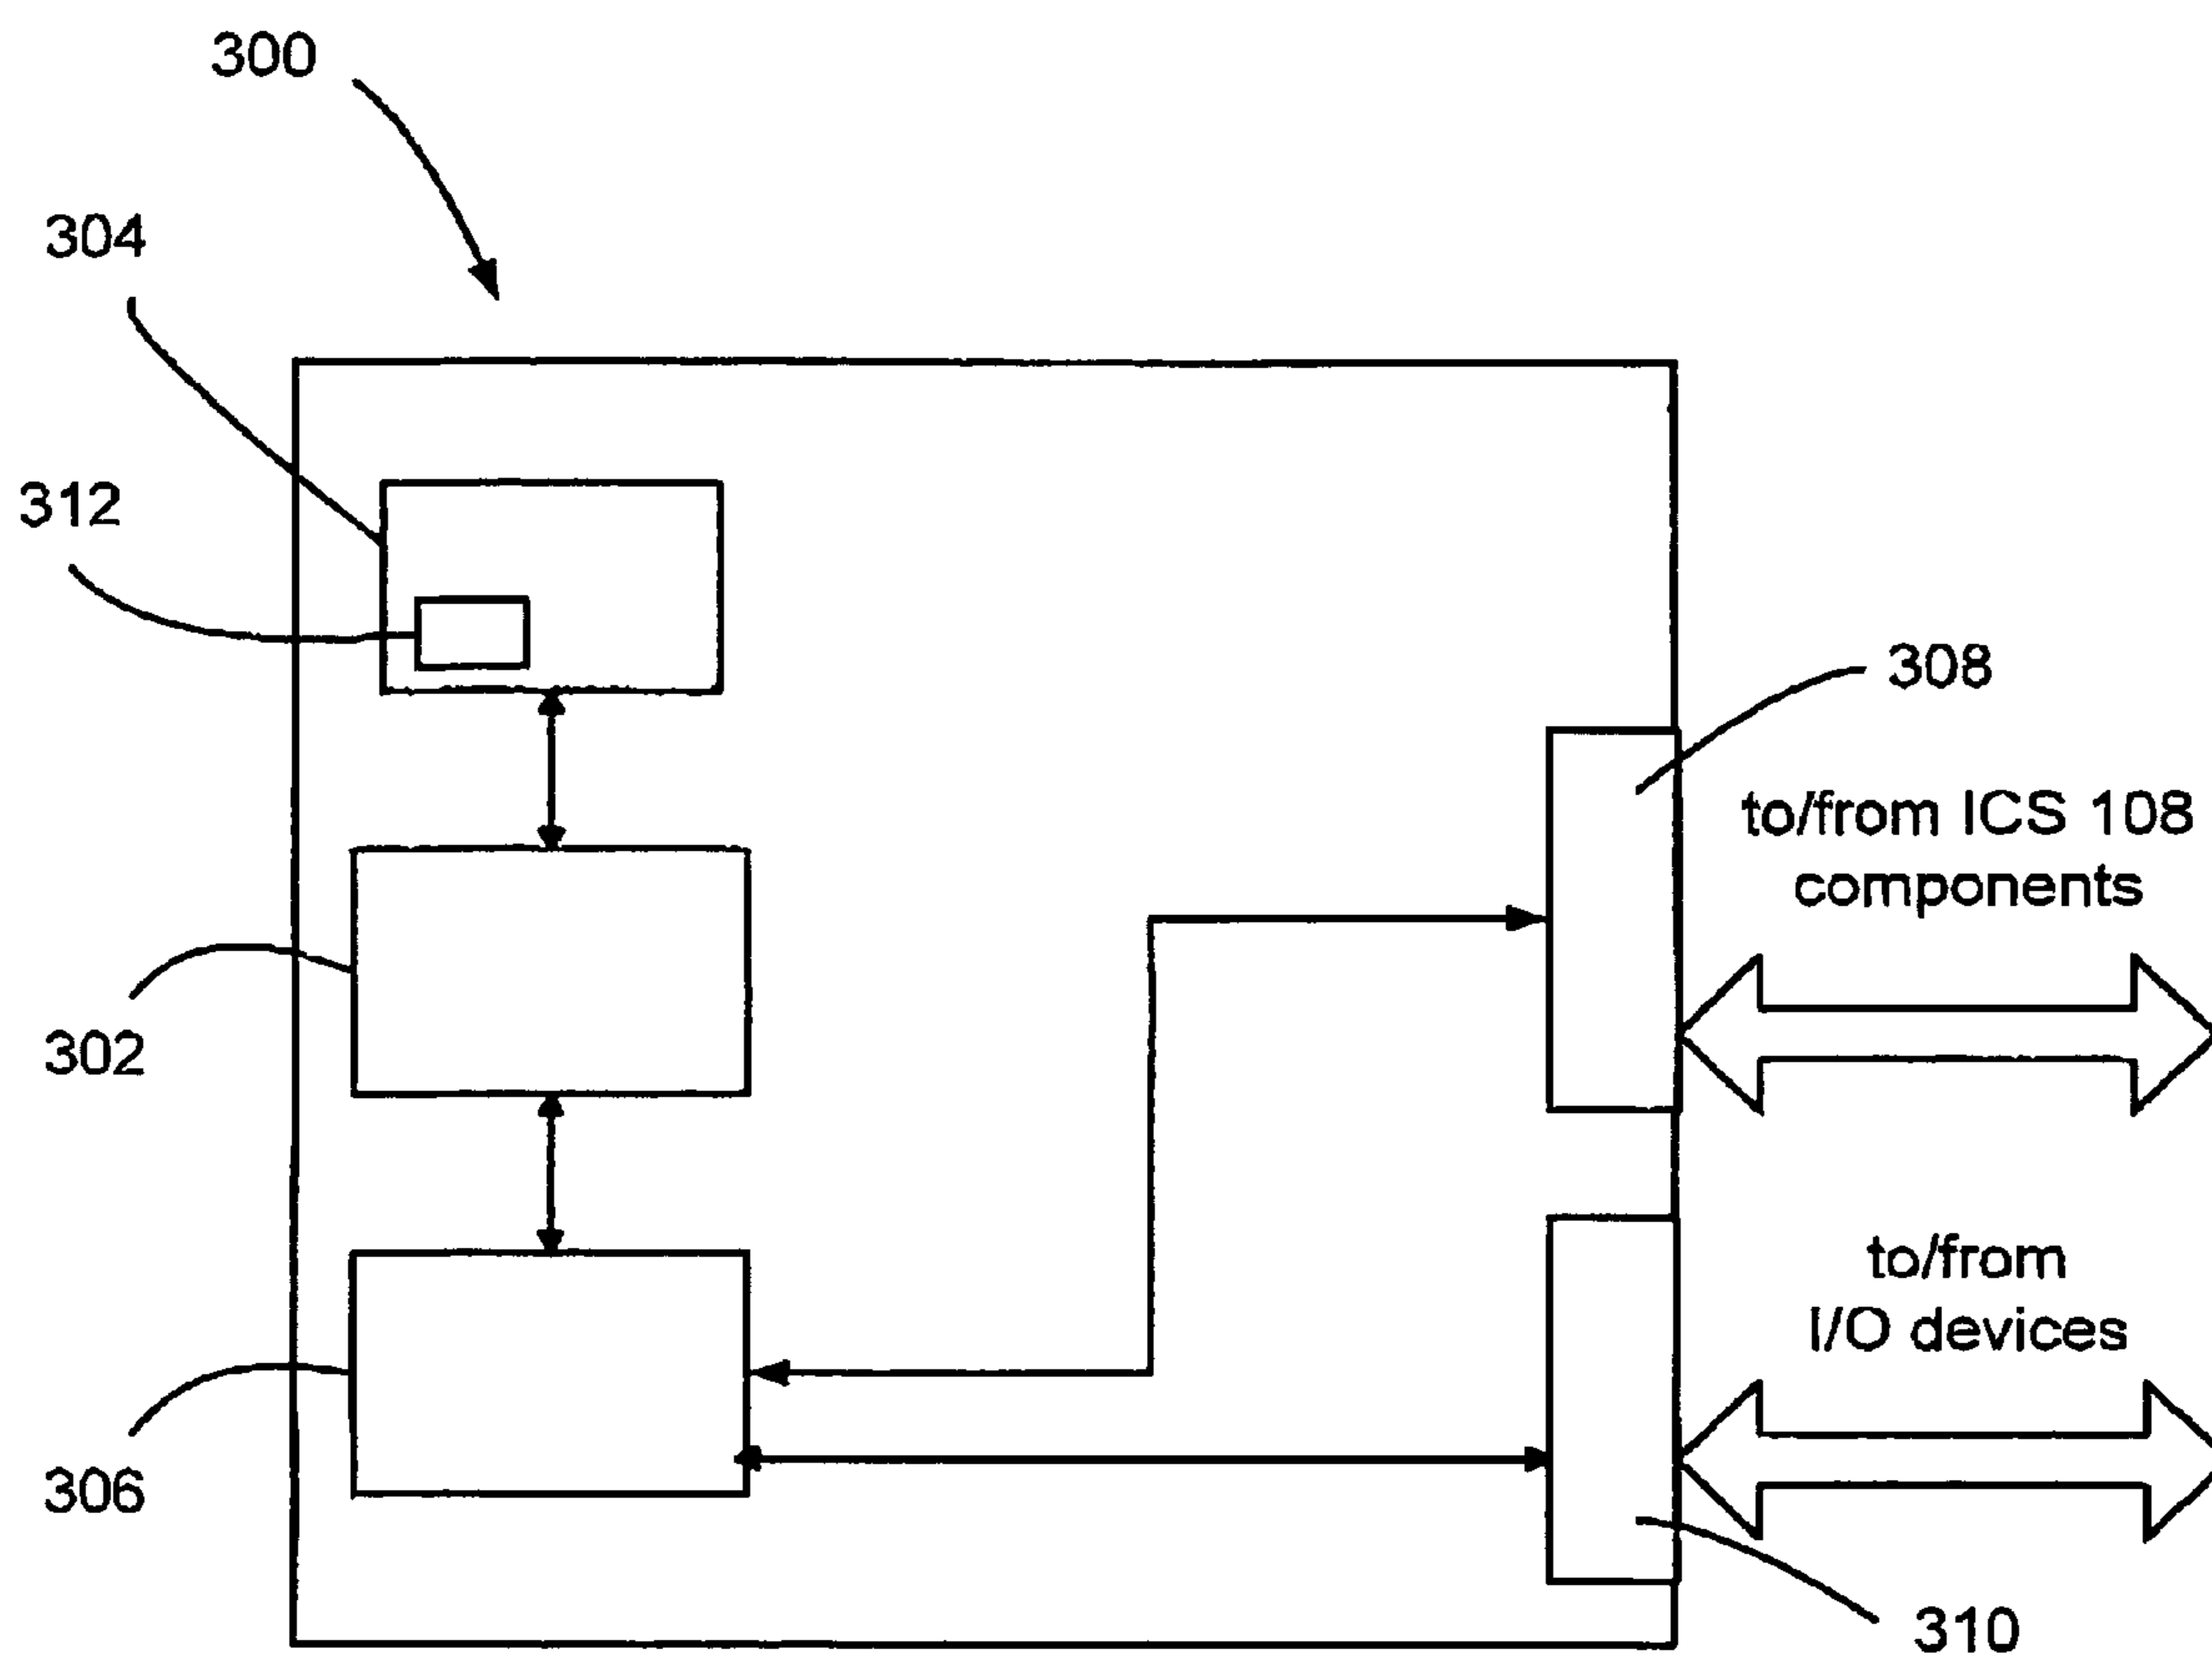 300
304
312
308
to/from ICS 108
components
302
to/from
I/O devices
306
310